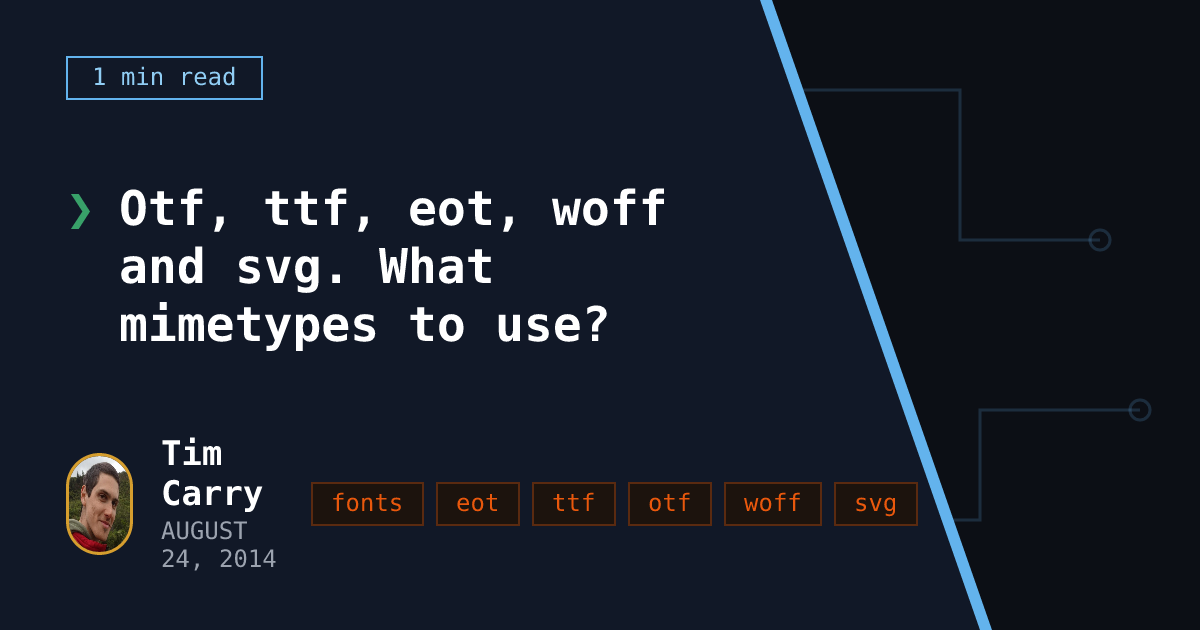 1 min read
❯ Otf, ttf, eot, woff
and svg. What
mimetypes to use?
Tim
Carry
AUGUST
24, 2014
fonts eot ttf otf woff svg